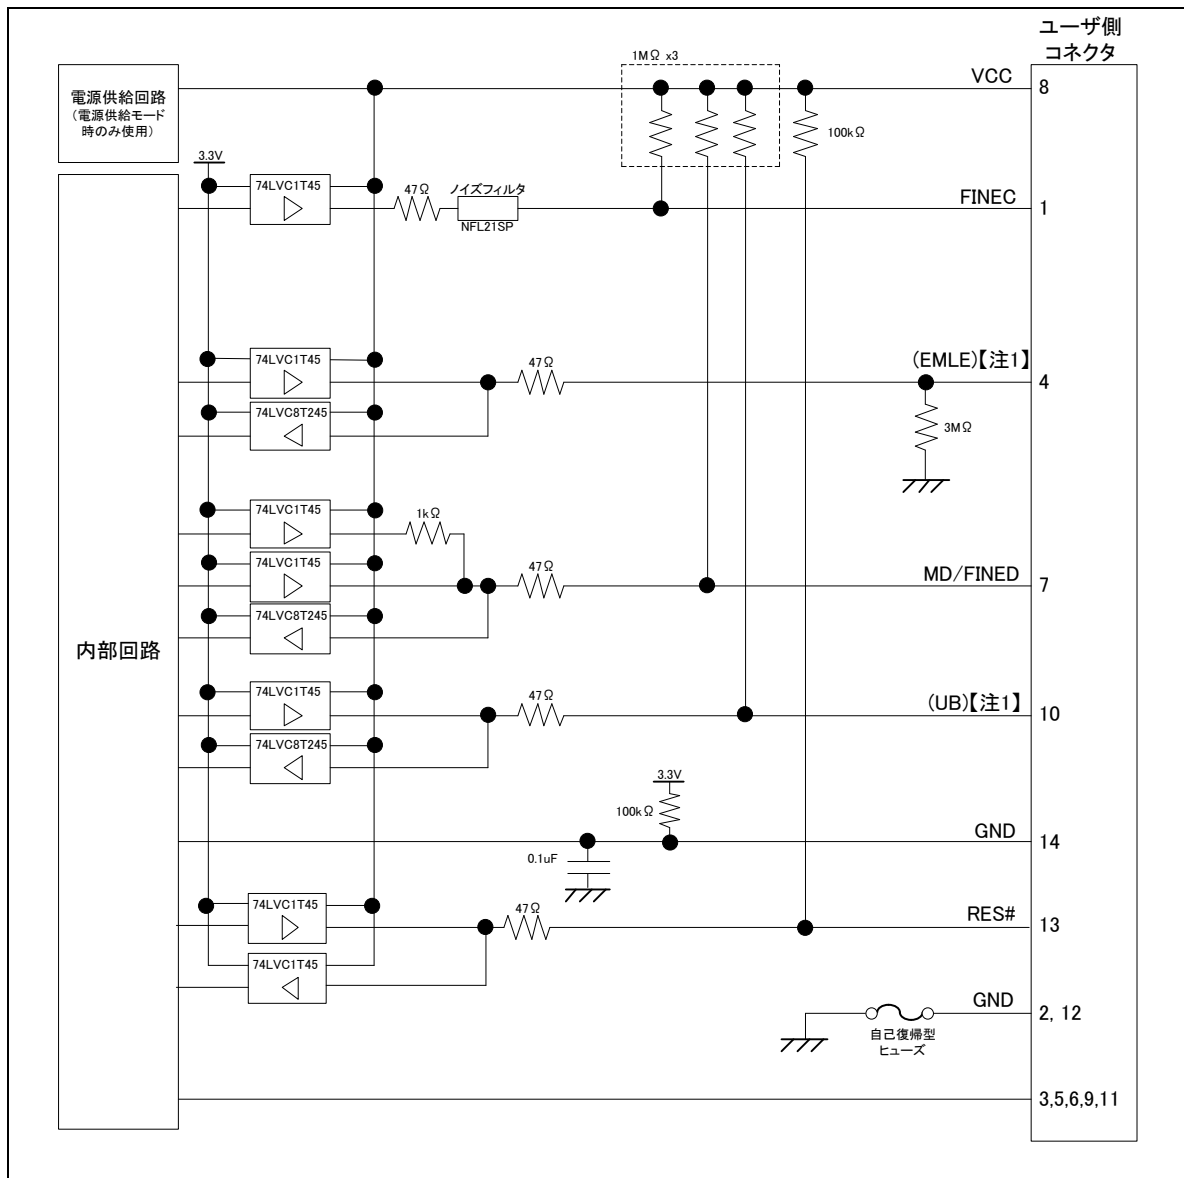 ユーザ側
コネクタ
1MΩ x3
VCC
8
電源供給回路
(電源供給モード
時のみ使用)
100kΩ
3.3V
74LVC1T45
47Ω
ノイズフィルタ
NFL21SP
FINEC
1
74LVC1T45
47Ω
(EMLE)【注1】
4
74LVC8T245
3MΩ
74LVC1T45
1kΩ
74LVC1T45
47Ω
MD/FINED
7
74LVC8T245
内部回路
74LVC1T45
47Ω
(UB)【注1】
10
74LVC8T245
3.3V
100kΩ
GND
14
0.1uF
74LVC1T45
47Ω
RES#
13
74LVC1T45
GND
2, 12
自己復帰型
ヒューズ
3,5,6,9,11